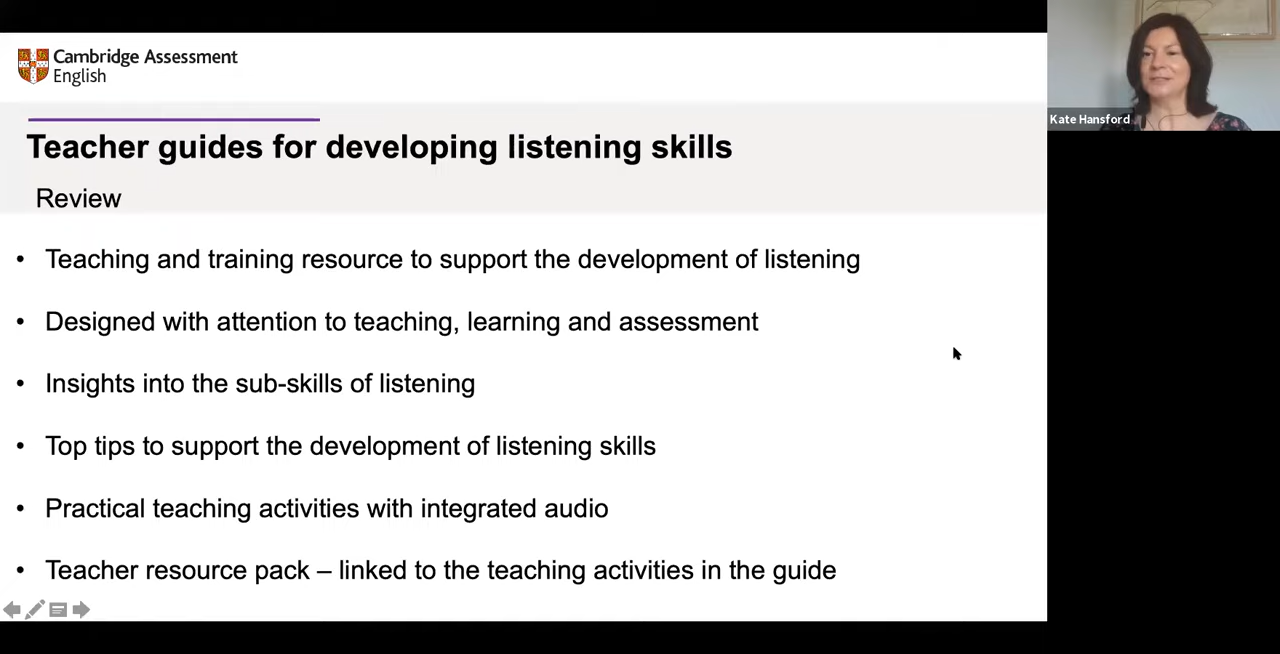 Cambridge Assessment
English
Kate Hansford
Teacher guides for developing listening skills
Review
• Teaching and training resource to support the development of listening
• Designed with attention to teaching, learning and assessment
• Insights into the sub-skills of listening
• Top tips to support the development of listening skills
• Practical teaching activities with integrated audio
• Teacher resource pack – linked to the teaching activities in the guide